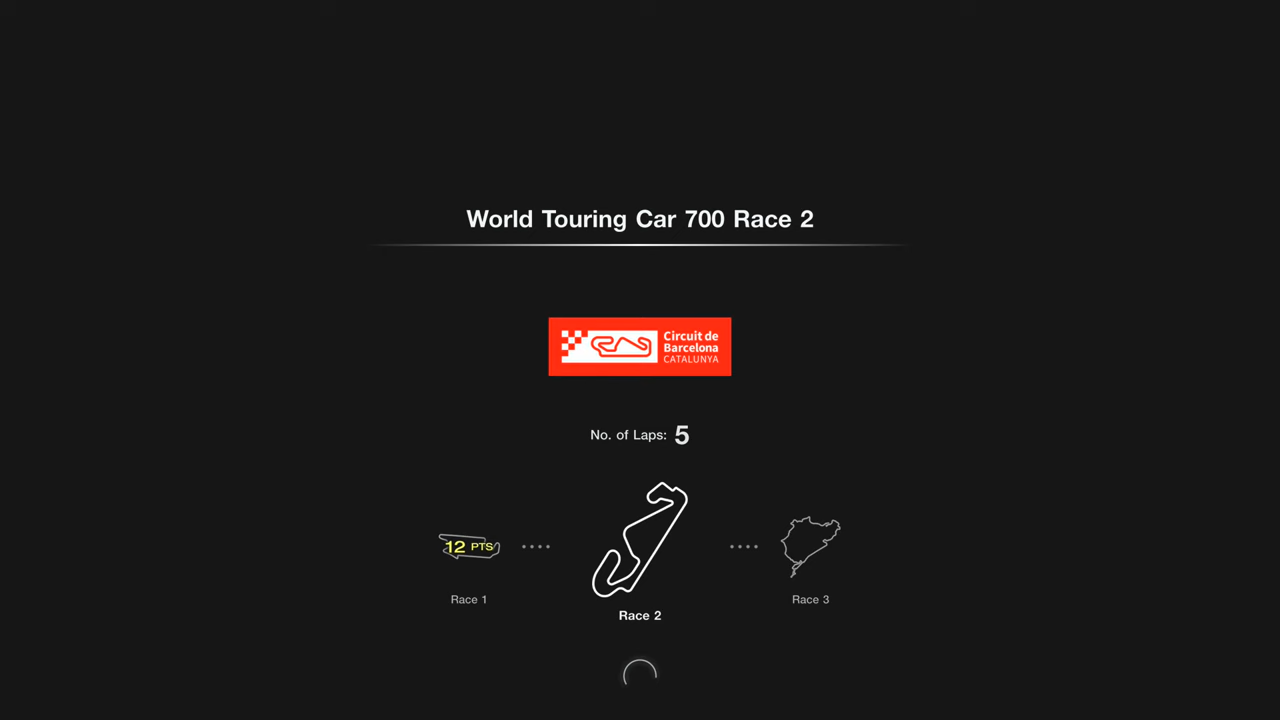 World Touring Car 700 Race 2
Circuit de
Barcelona
CATALUNYA
No. of Laps: 5
12 PTS
Race 1
Race 2
Race 3